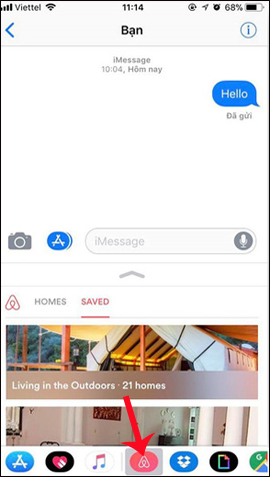 Viettel 11:14 68%
Bạn
iMessage
10:04, Hôm nay
Hello
Đã gửi
iMessage
HOMES SAVED
Living in the Outdoors · 21 homes